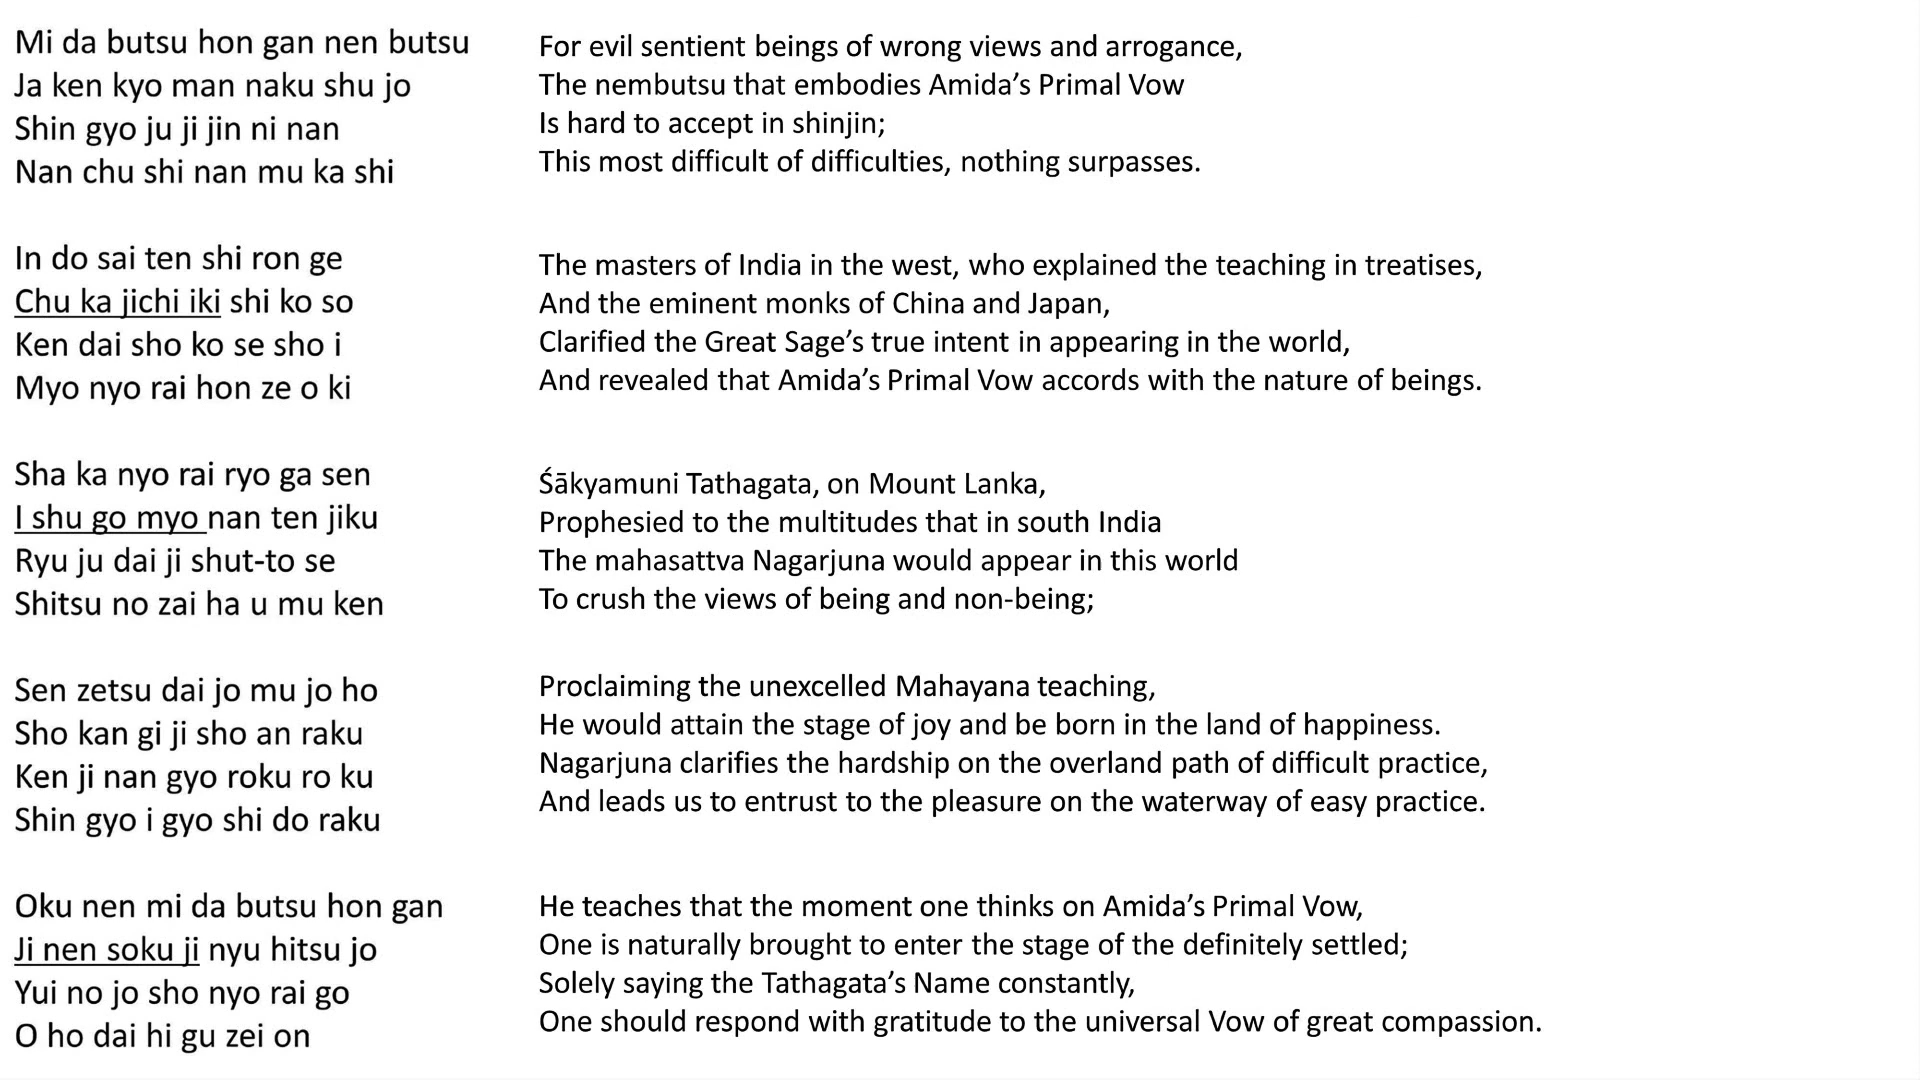 Mi da butsu hon gan nen butsu
Ja ken kyo man naku shu jo
Shin gyo ju ji jin ni nan
Nan chu shi nan mu ka shi
For evil sentient beings of wrong views and arrogance,
The nembutsu that embodies Amida’s Primal Vow
Is hard to accept in shinjin;
This most difficult of difficulties, nothing surpasses.
In do sai ten shi ron ge
Chu ka jichi iki shi ko so
Ken dai sho ko se sho i
Myo nyo rai hon ze o ki
The masters of India in the west, who explained the teaching in treatises,
And the eminent monks of China and Japan,
Clarified the Great Sage’s true intent in appearing in the world,
And revealed that Amida’s Primal Vow accords with the nature of beings.
Sha ka nyo rai ryo ga sen
I shu go myo nan ten jiku
Ryu ju dai ji shut-to se
Shitsu no zai ha u mu ken
Śākyamuni Tathagata, on Mount Lanka,
Prophesied to the multitudes that in south India
The mahasattva Nagarjuna would appear in this world
To crush the views of being and non-being;
Sen zetsu dai jo mu jo ho
Sho kan gi ji sho an raku
Ken ji nan gyo roku ro ku
Shin gyo i gyo shi do raku
Proclaiming the unexcelled Mahayana teaching,
He would attain the stage of joy and be born in the land of happiness.
Nagarjuna clarifies the hardship on the overland path of difficult practice,
And leads us to entrust to the pleasure on the waterway of easy practice.
Oku nen mi da butsu hon gan
Ji nen soku ji nyu hitsu jo
Yui no jo sho nyo rai go
O ho dai hi gu zei on
He teaches that the moment one thinks on Amida’s Primal Vow,
One is naturally brought to enter the stage of the definitely settled;
Solely saying the Tathagata’s Name constantly,
One should respond with gratitude to the universal Vow of great compassion.